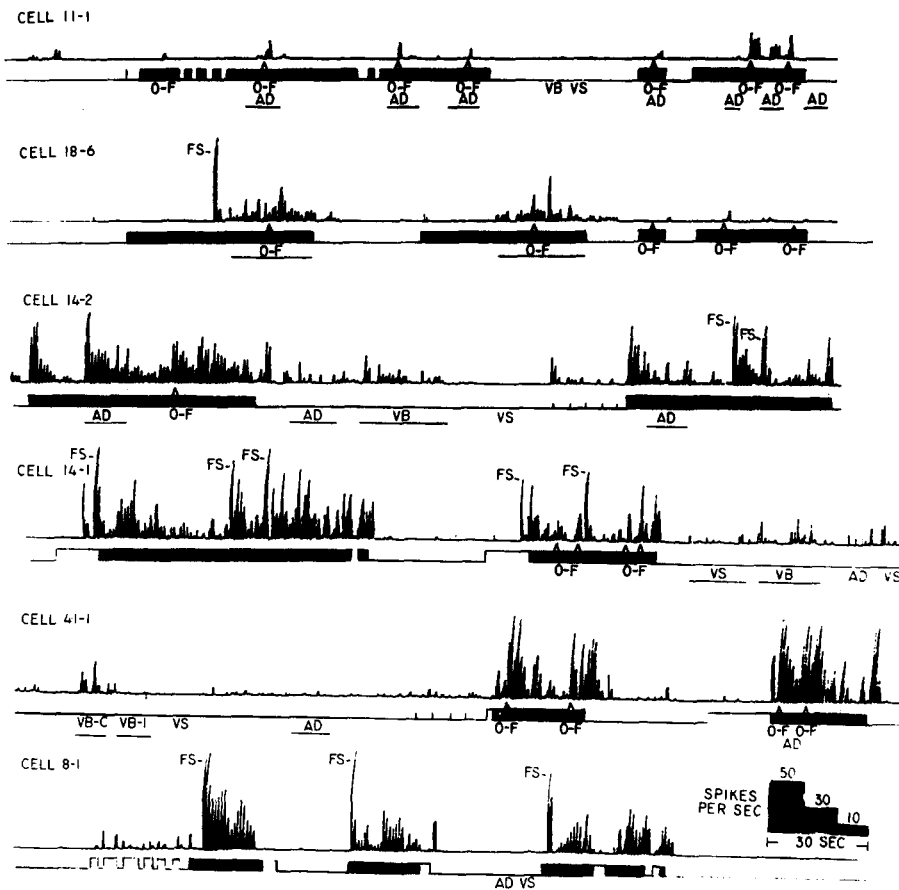 CELL 11-1
O-F O-F O-F O-F VB VS O-F O-F O-F
AD AD AD AD AD AD AD
CELL 18-6
FS-
O-F O-F O-F O-F O-F
CELL 14-2
FS-
FS-
AD O-F AD VB VS AD
FS- FS- FS- FS- FS-
CELL 14-1
O-F O-F
VS VB AD VS
CELL 41-1
VB-C VB-1 VS AD O-F O-F O-F O-F
AD
CELL 8-1
FS- FS- FS-
50
SPIKES 30
PER SEC 10
30 SEC
AD VS